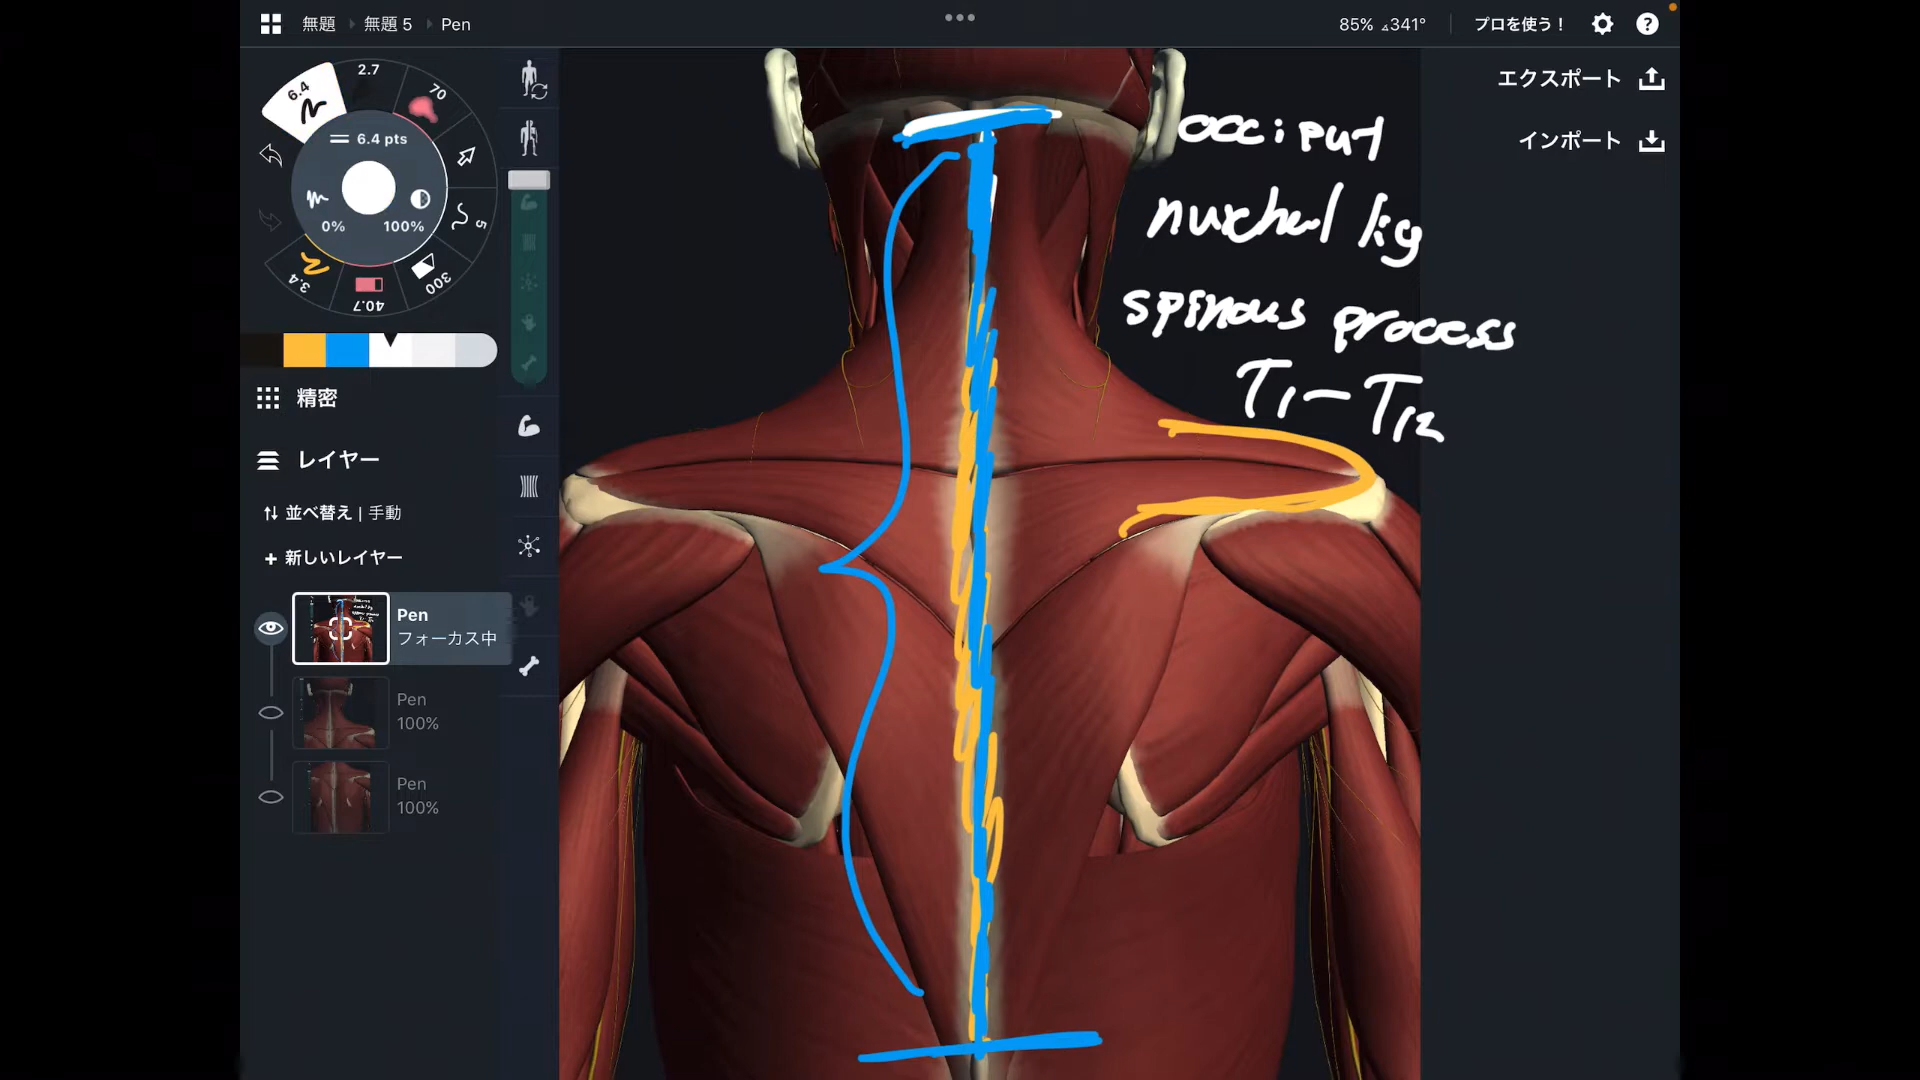 無題 無題 5 Pen
85% ⊿341°
プロを使う！
エクスポート
インポート
6.4
2.7
70
5
300
40.7
3.4
6.4 pts
0% 100%
精密
レイヤー
並べ替え | 手動
+ 新しいレイヤー
Pen
フォーカス中
Pen
100%
Pen
100%
occiput
nuchal lig
spinous process
T1-T12